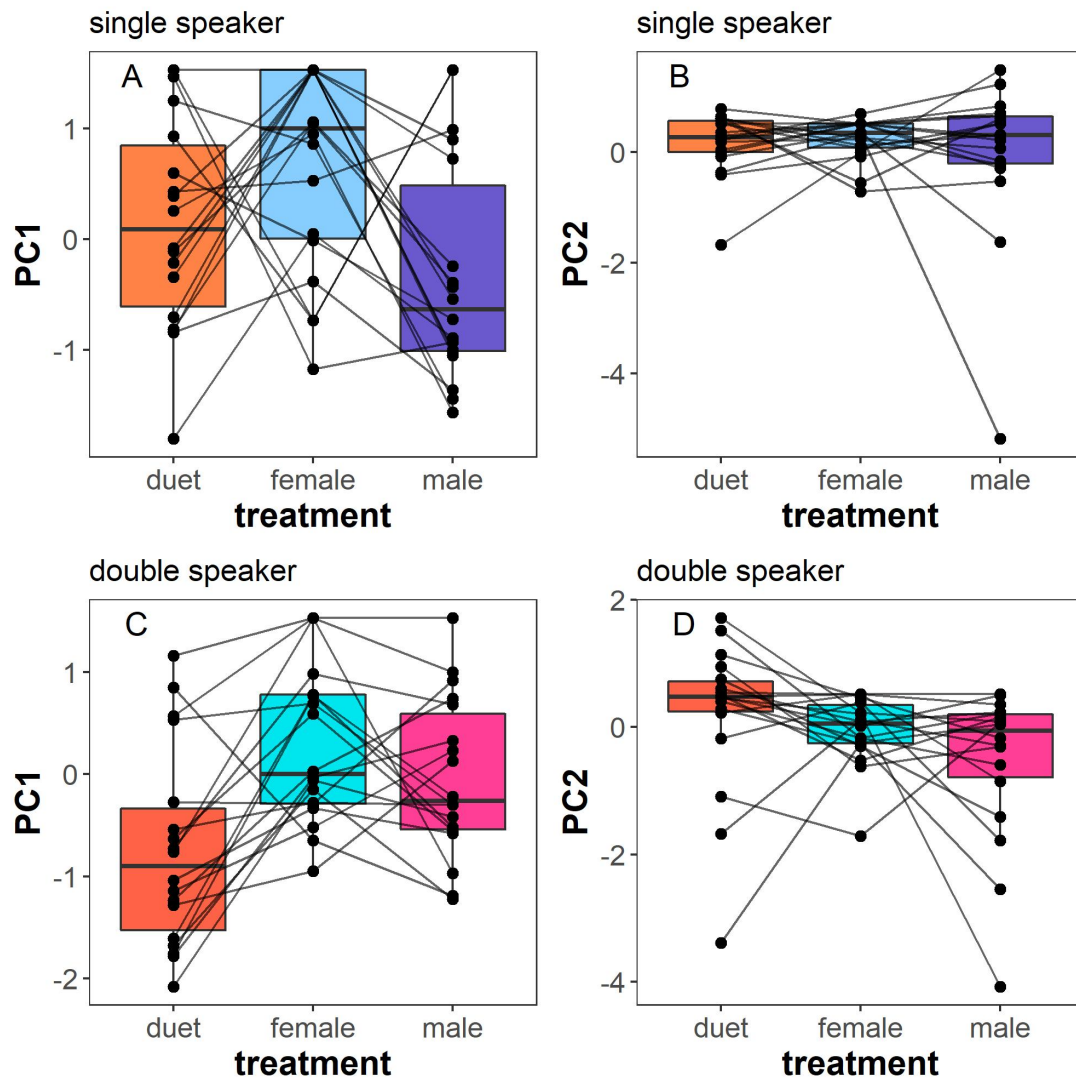 single speaker
A
PC1
1
0
-1
duet female male
treatment
single speaker
B
PC2
0
-2
-4
duet female male
treatment
double speaker
C
PC1
1
0
-1
-2
duet female male
treatment
double speaker
D
PC2
2
0
-2
-4
duet female male
treatment